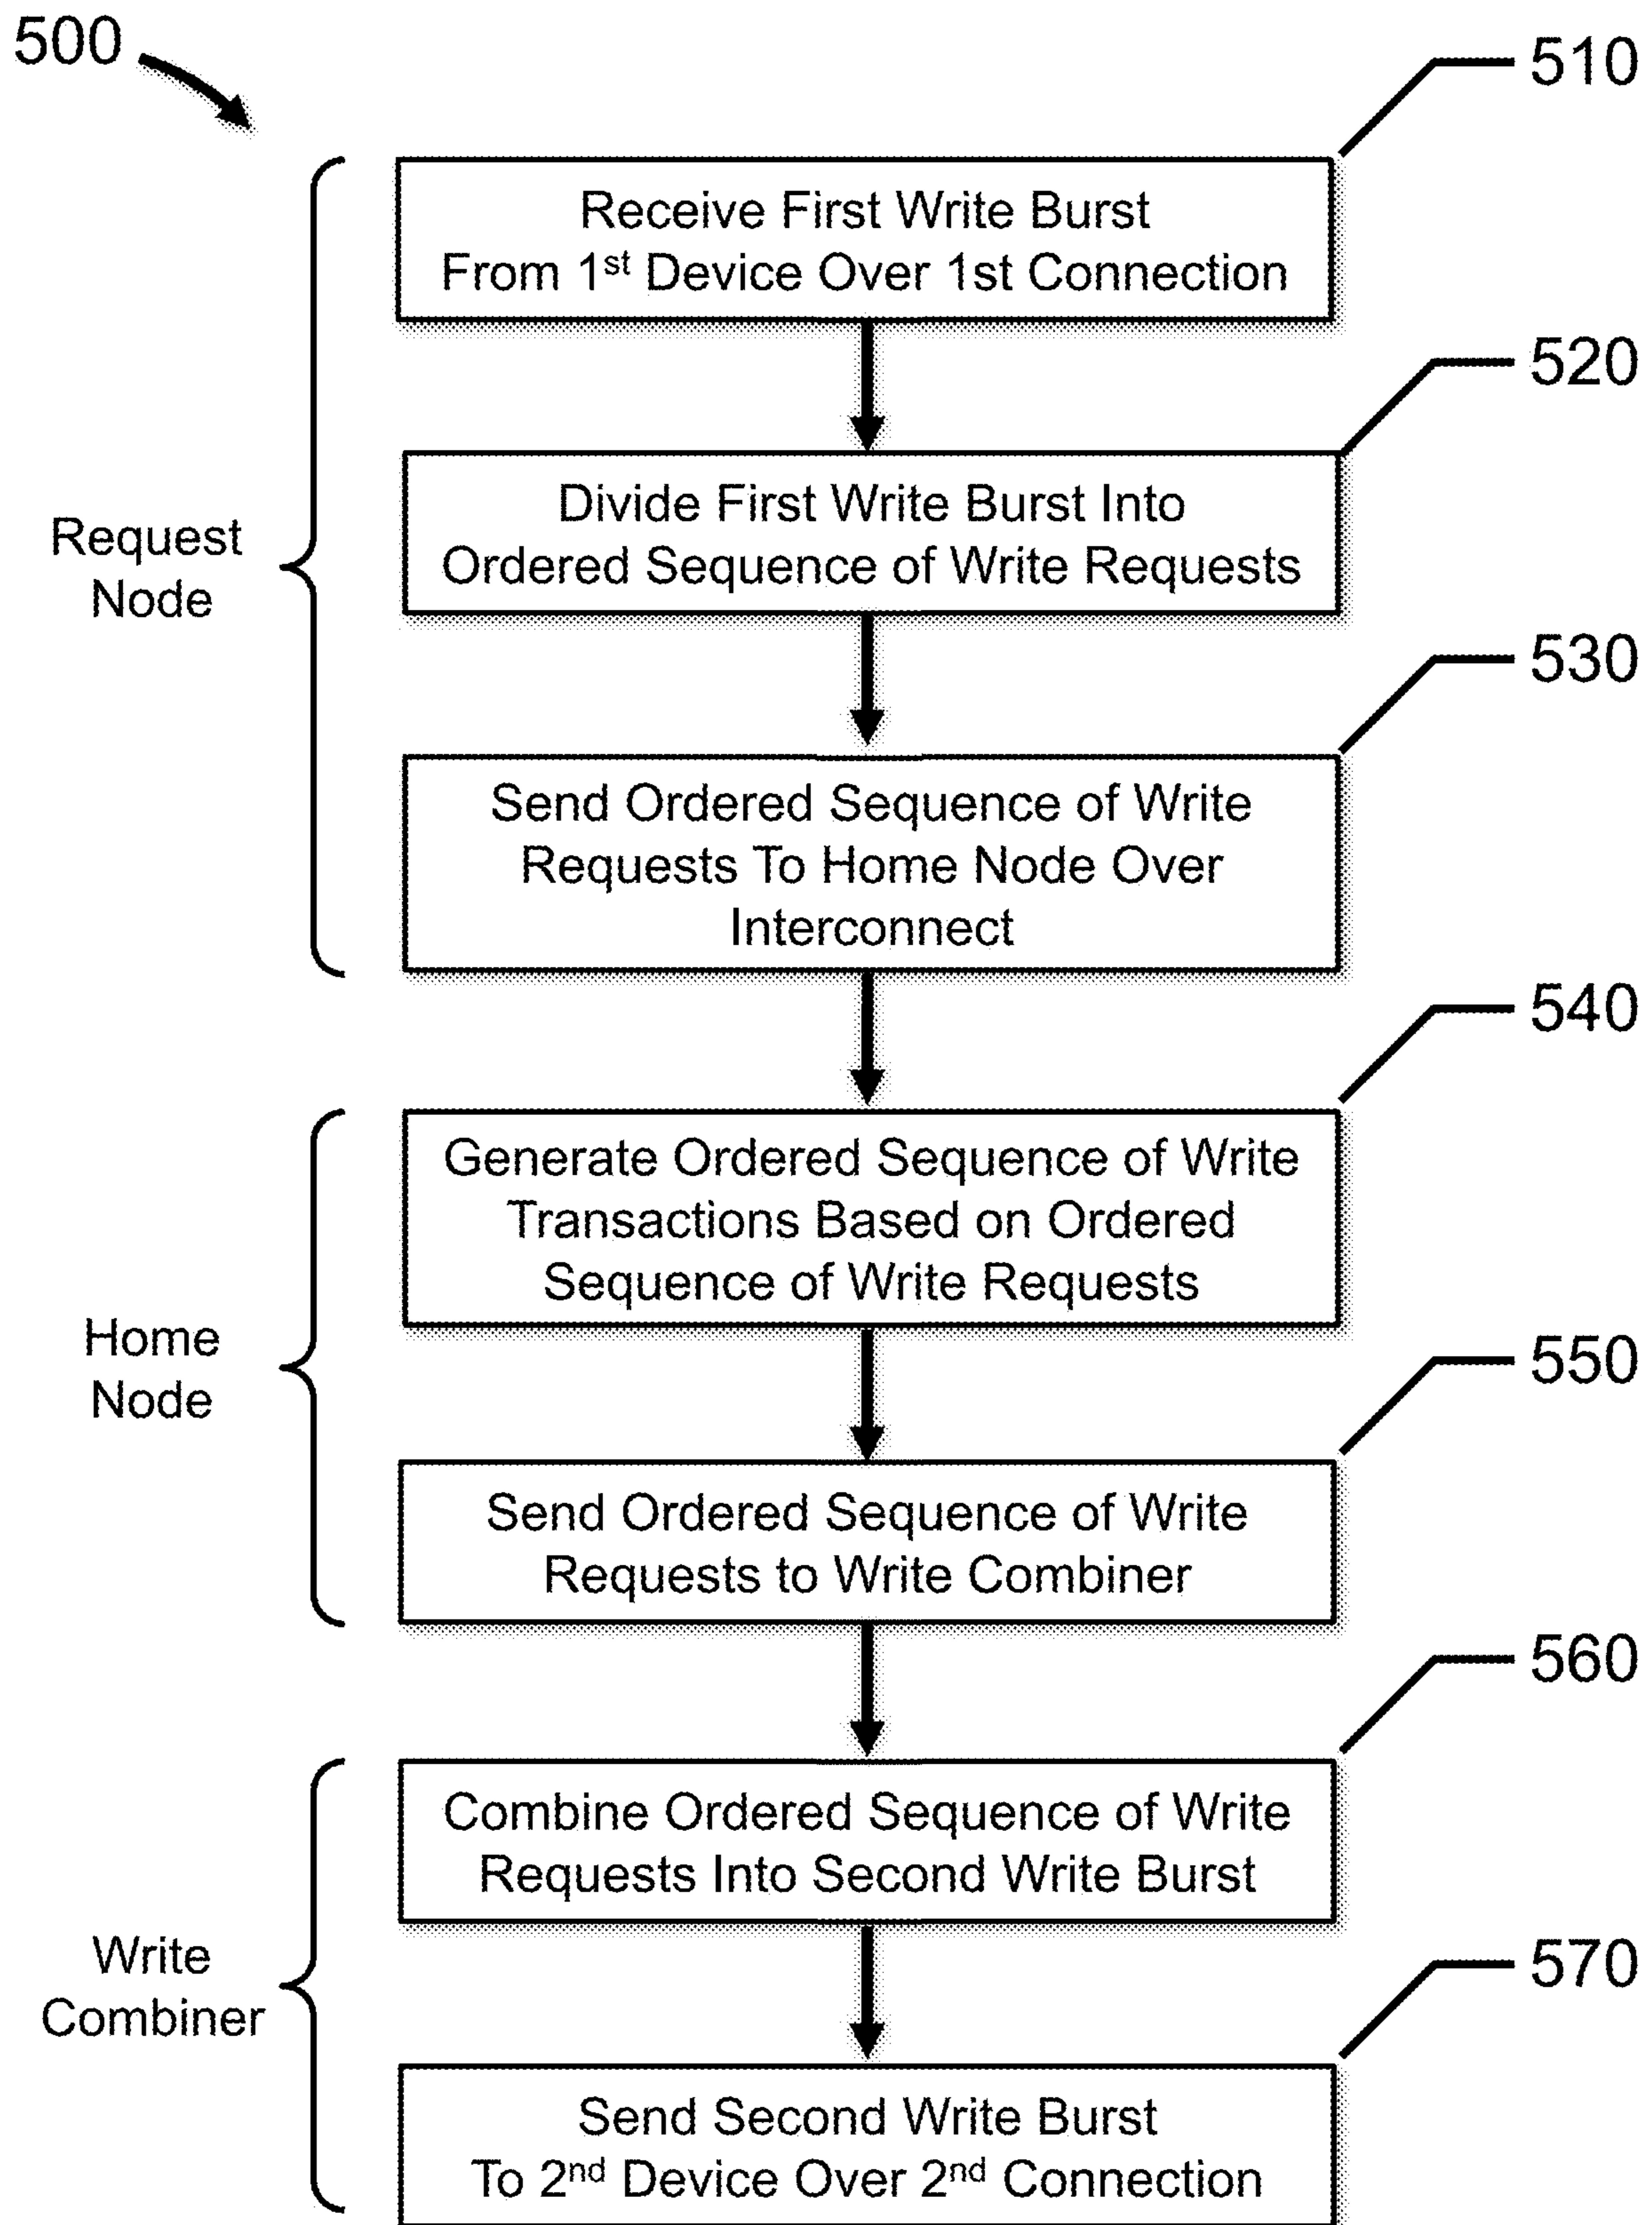 500
510
Receive First Write Burst
From 1st Device Over 1st Connection
520
Divide First Write Burst Into
Ordered Sequence of Write Requests
Request
Node
530
Send Ordered Sequence of Write
Requests To Home Node Over
Interconnect
540
Generate Ordered Sequence of Write
Transactions Based on Ordered
Sequence of Write Requests
Home
Node
550
Send Ordered Sequence of Write
Requests to Write Combiner
560
Combine Ordered Sequence of Write
Requests Into Second Write Burst
Write
Combiner
570
Send Second Write Burst
To 2nd Device Over 2nd Connection